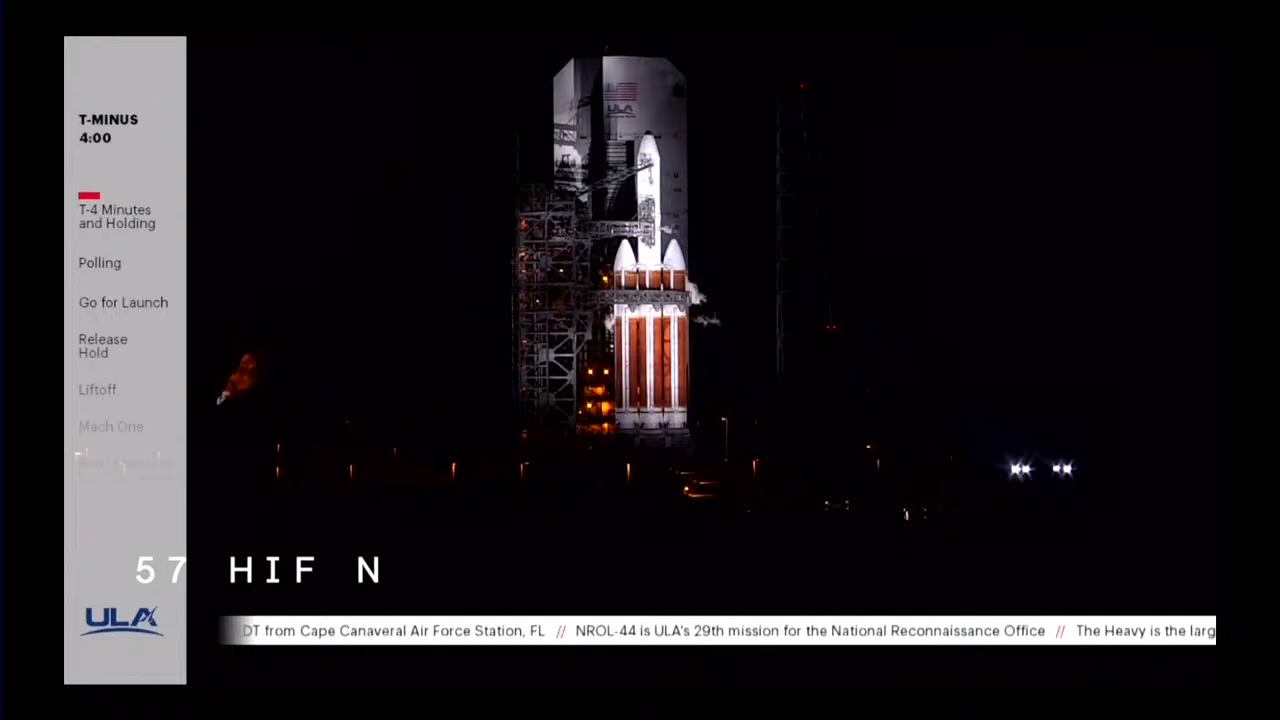 T-MINUS
4:00
T-4 Minutes
and Holding
Polling
Go for Launch
Release
Hold
Liftoff
Mach One
ULA
57 HIF N
ULA
DT from Cape Canaveral Air Force Station, FL // NROL-44 is ULA's 29th mission for the National Reconnaissance Office // The Heavy is the larg